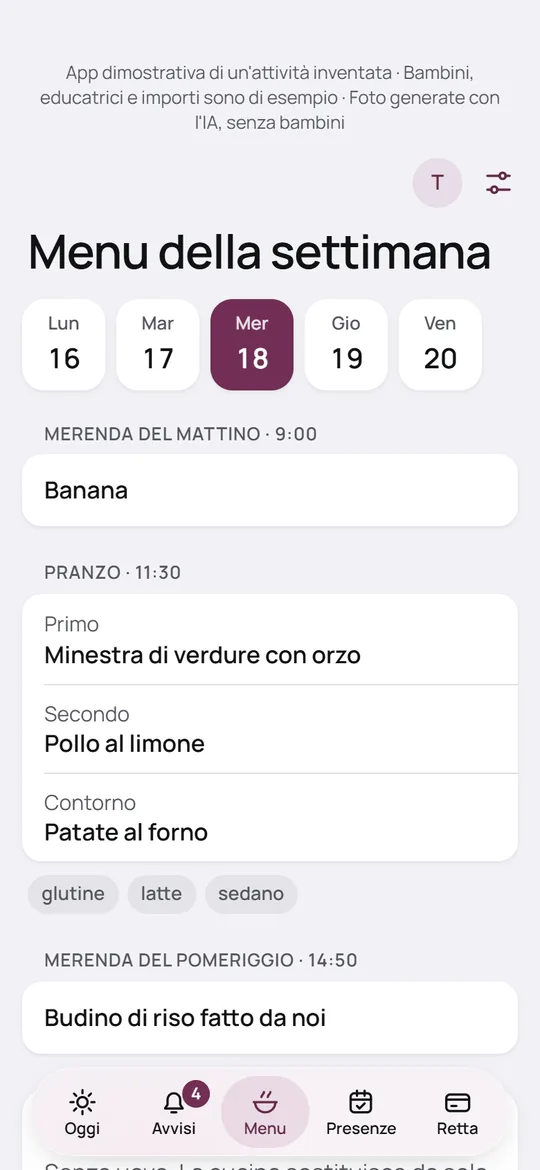 App dimostrativa di un'attività inventata · Bambini,
educatrici e importi sono di esempio · Foto generate con
l'IA, senza bambini
T
Menu della settimana
Lun Mar Mer Gio Ven
16 17 18 19 20
MERENDA DEL MATTINO · 9:00
Banana
PRANZO · 11:30
Primo
Minestra di verdure con orzo
Secondo
Pollo al limone
Contorno
Patate al forno
glutine latte sedano
MERENDA DEL POMERIGGIO · 14:50
Budino di riso fatto da noi
4
Oggi Avvisi Menu Presenze Retta